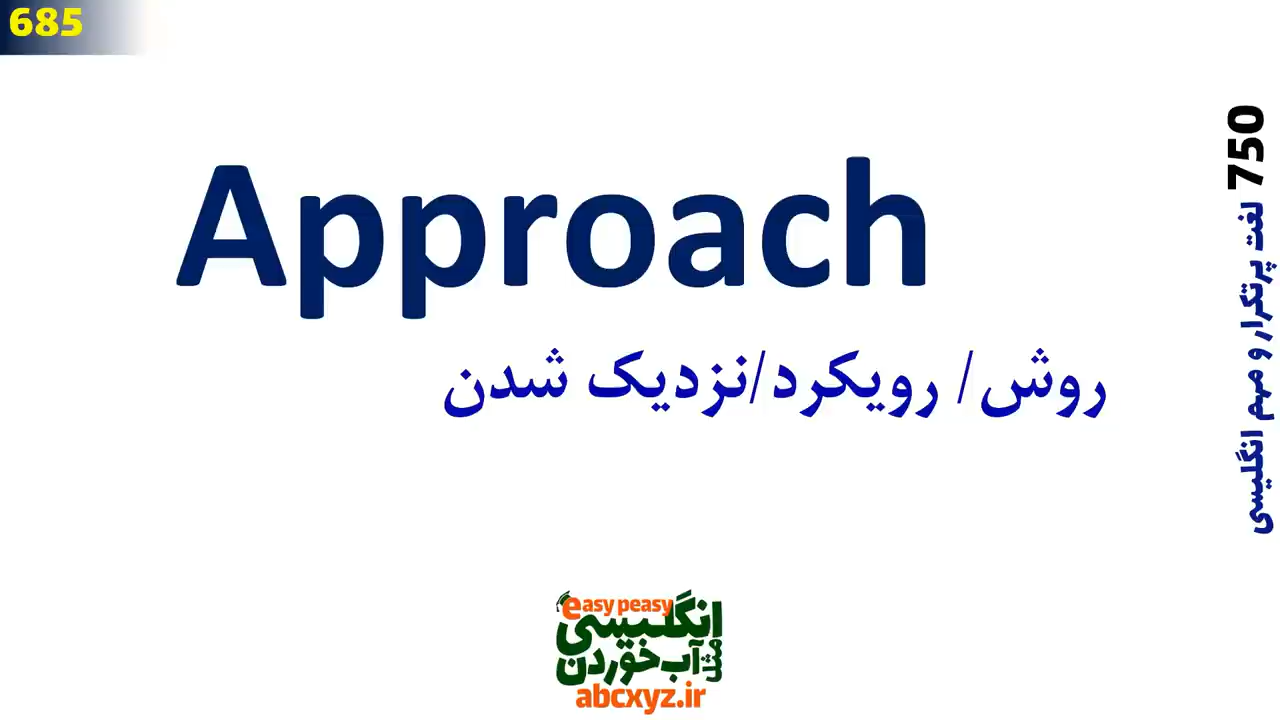 685
Approach
روش/ رویکرد/نزدیک شدن
750 لغت پرتکرار و مهم انگلیسی
easy peasy
انگلیسی
مثل آب خوردن
abcxyz.ir